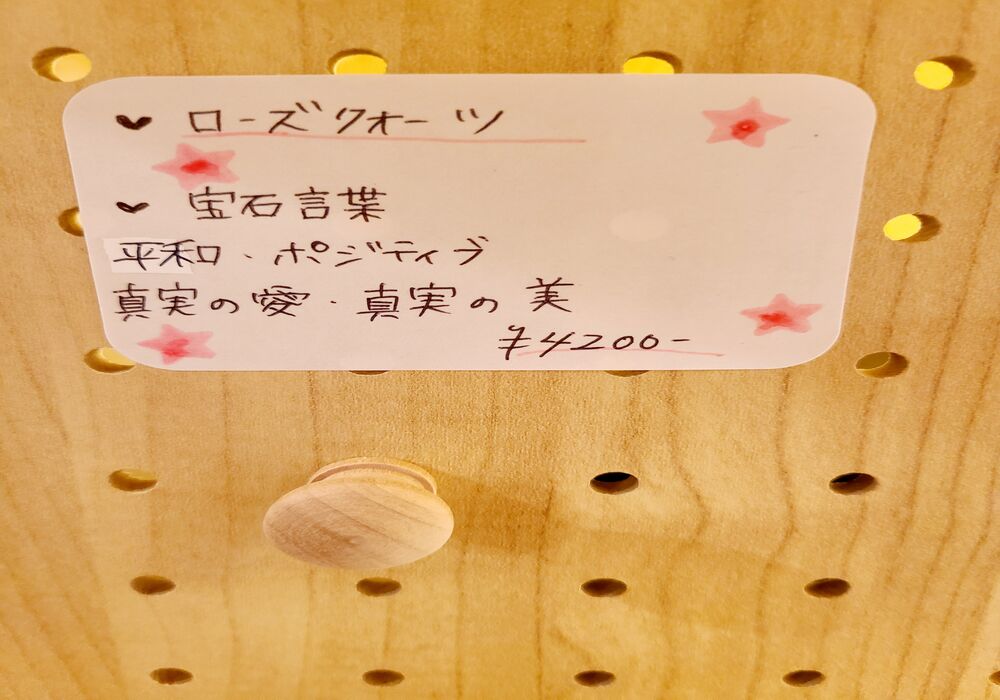 ローズクォーツ
宝石言葉
平和・ポジティブ
真実の愛・真実の美
¥4200-